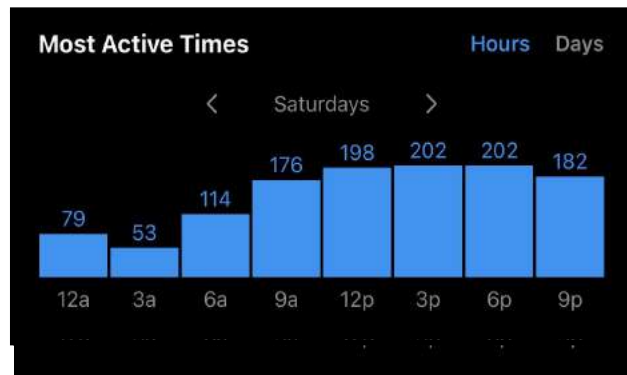 Most Active Times Hours Days
< Saturdays >
79 53 114 176 198 202 202 182
12a 3a 6a 9a 12p 3p 6p 9p